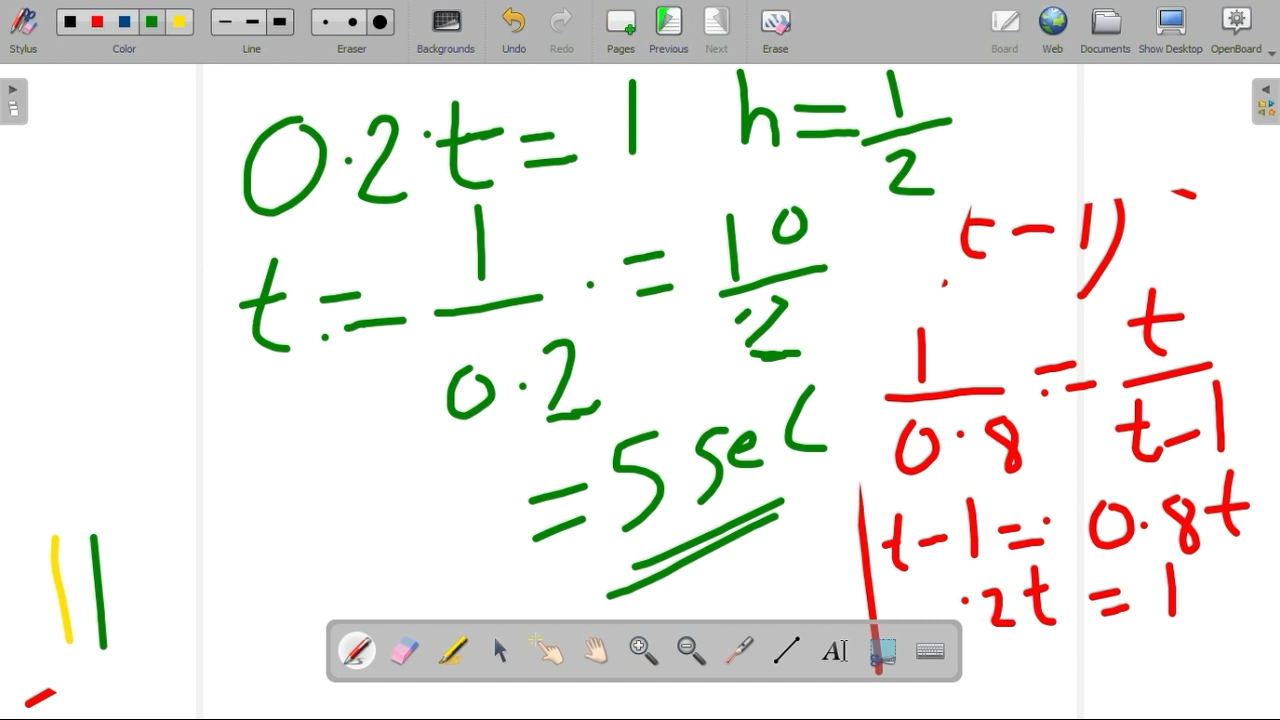 Stylus Color Line Eraser Backgrounds Undo Redo Pages Previous Next Erase Board Web Documents Show Desktop OpenBoard
0.2.t = 1 h = 1/2
t = 1/0.2 . = 10/2
= 5 sec
t - 1)
1/0.8 = t/t-1
t - 1 = 0.8t
.2t = 1
AI